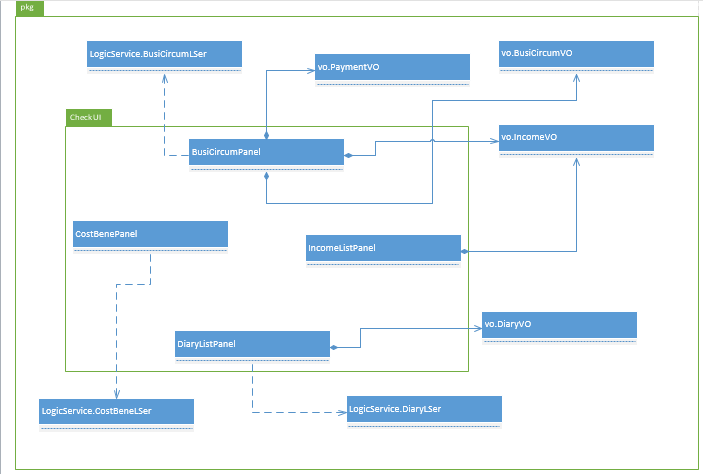 pkg
LogicService.BusiCircumLSer
vo.PaymentVO
vo.BusiCircumVO
CheckUI
BusiCircumPanel
vo.IncomeVO
CostBenePanel
IncomeListPanel
DiaryListPanel
vo.DiaryVO
LogicService.CostBeneLSer
LogicService.DiaryLSer